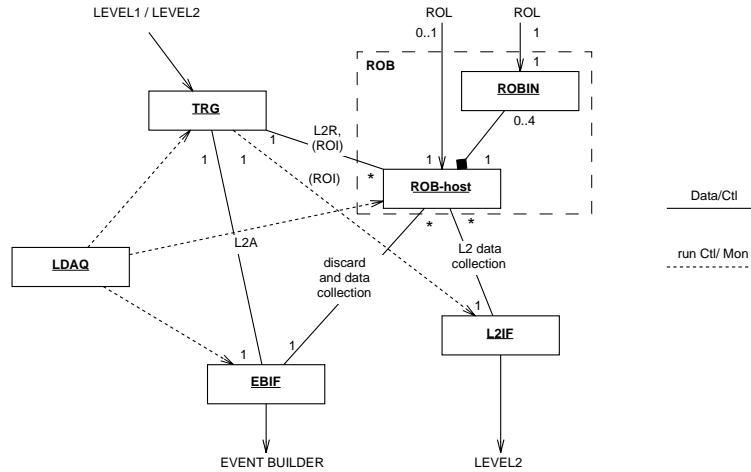 LEVEL1 / LEVEL2
ROL
ROL
0..1
1
ROB
1
ROBIN
TRG
0..4
L2R,
(ROI)
1
1
1
(ROI)
1
1
*
ROB-host
Data/Ctl
*
*
L2A
LDAQ
discard
and data
collection
L2 data
collection
run Ctl/ Mon
1
L2IF
1
1
EBIF
EVENT BUILDER
LEVEL2